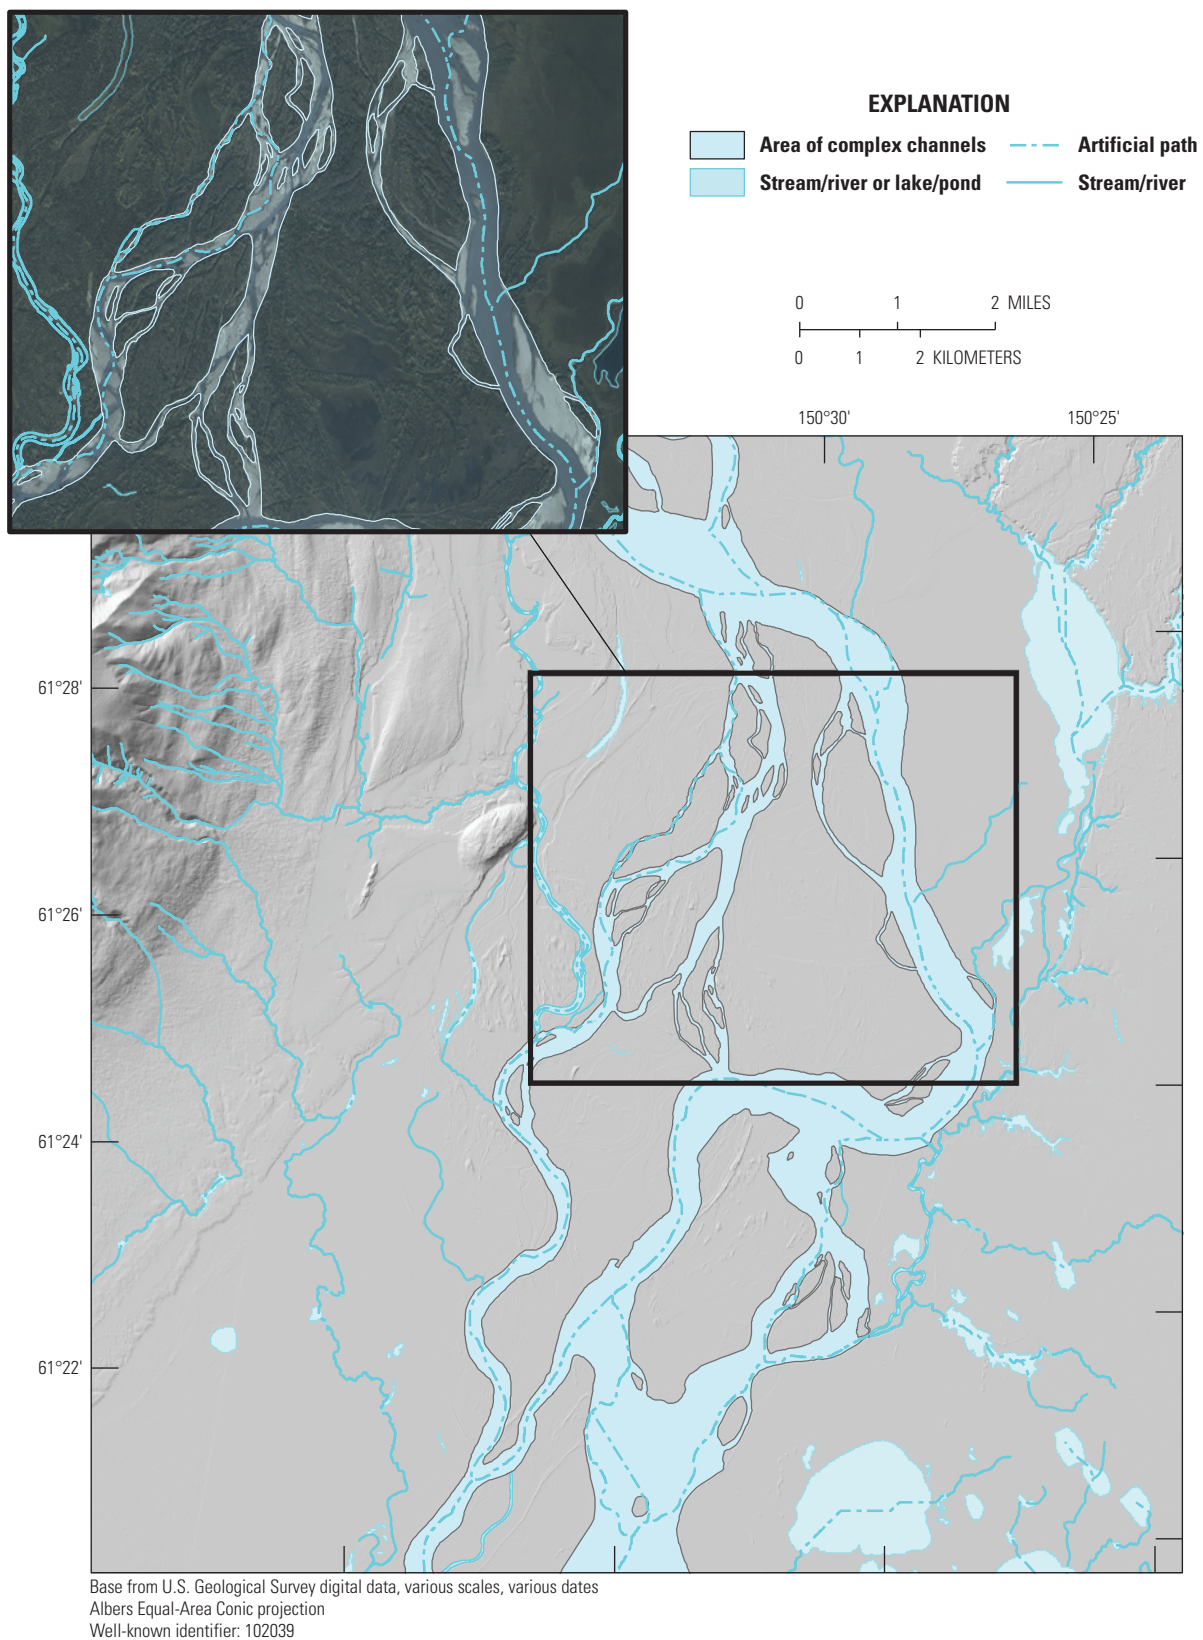 EXPLANATION
Area of complex channels
Artificial path
Stream/river or lake/pond
Stream/river
0 1 2 MILES
0 1 2 KILOMETERS
150°30' 150°25'
61°28'
61°26'
61°24'
61°22'
Base from U.S. Geological Survey digital data, various scales, various dates
Albers Equal-Area Conic projection
Well-known identifier: 102039